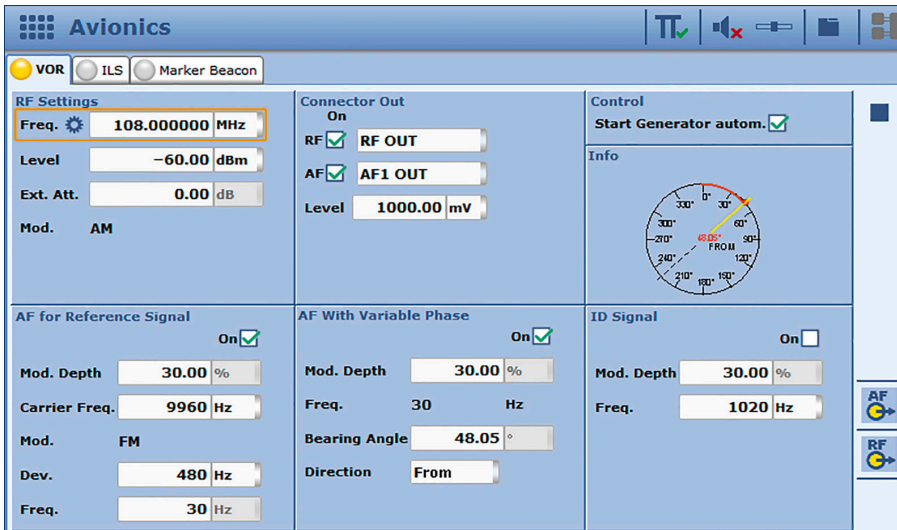 Avionics
VOR ILS Marker Beacon
RF Settings
Freq. 108.000000 MHz
Level −60.00 dBm
Ext. Att. 0.00 dB
Mod. AM
Connector Out
On
RF RF OUT
AF AF1 OUT
Level 1000.00 mV
Control
Start Generator autom.
Info
0°
30°
60°
90°
120°
150°
180°
210°
240°
270°
300°
330°
48.05°
FROM
AF for Reference Signal
On
Mod. Depth 30.00 %
Carrier Freq. 9960 Hz
Mod. FM
Dev. 480 Hz
Freq. 30 Hz
AF With Variable Phase
On
Mod. Depth 30.00 %
Freq. 30 Hz
Bearing Angle 48.05 °
Direction From
ID Signal
On
Mod. Depth 30.00 %
Freq. 1020 Hz
AF
RF